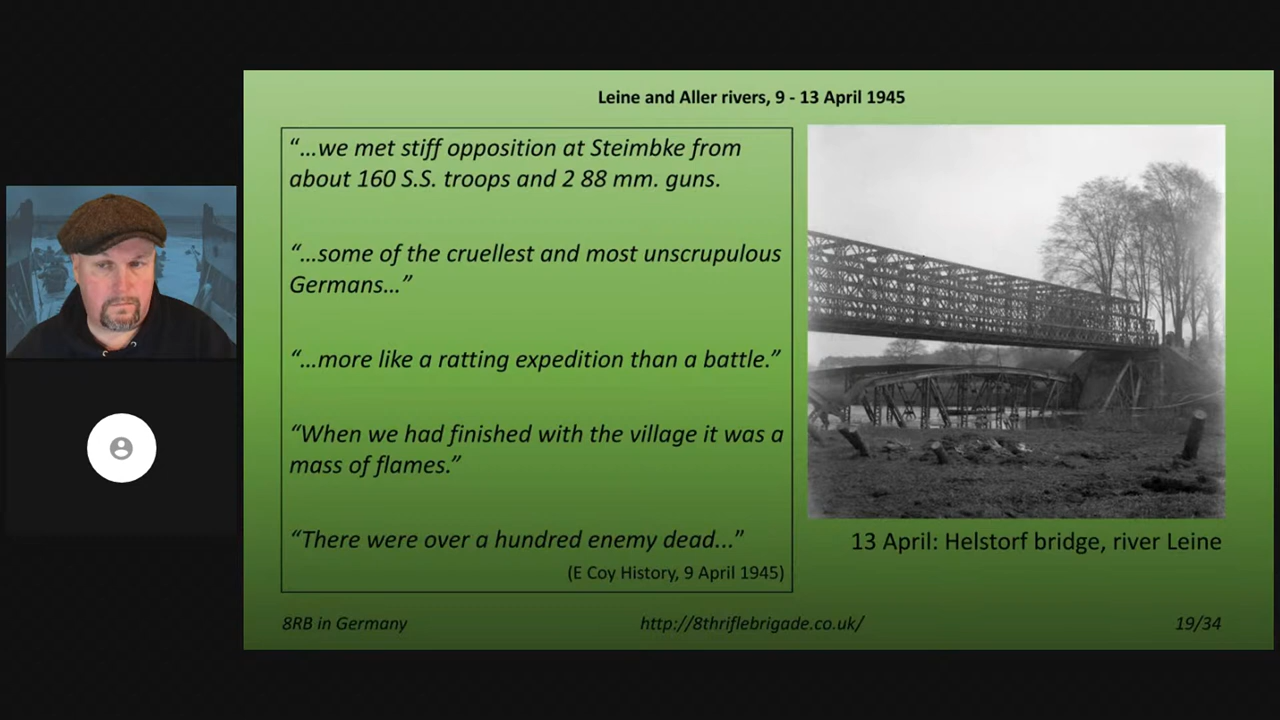 Leine and Aller rivers, 9 - 13 April 1945
“...we met stiff opposition at Steimbke from
about 160 S.S. troops and 2 88 mm. guns.
“...some of the cruellest and most unscrupulous
Germans...”
“...more like a ratting expedition than a battle.”
“When we had finished with the village it was a
mass of flames.”
“There were over a hundred enemy dead...”
(E Coy History, 9 April 1945)
13 April: Helstorf bridge, river Leine
8RB in Germany
http://8thriflebrigade.co.uk/
19/34